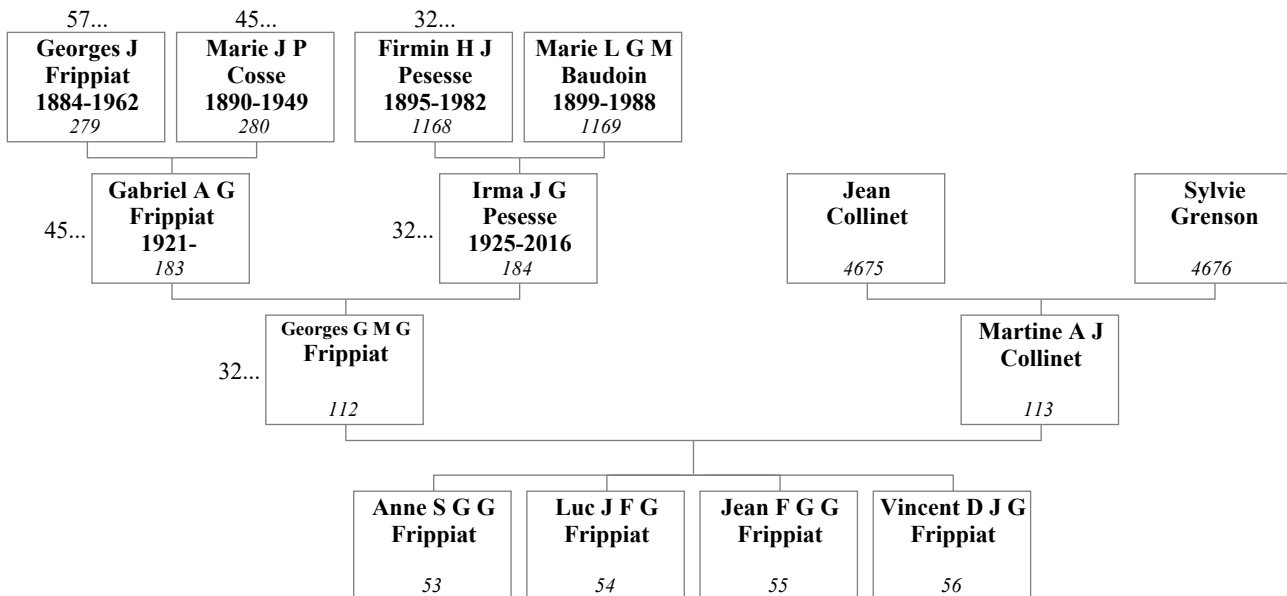 57...
45...
32...
Georges J
Frippiat
1884-1962
279
Marie J P
Cosse
1890-1949
280
Firmin H J
Pesesse
1895-1982
1168
Marie L G M
Baudoin
1899-1988
1169
45...
Gabriel A G
Frippiat
1921-
183
32...
Irma J G
Pesesse
1925-2016
184
Jean
Collinet
4675
Sylvie
Grenson
4676
32...
Georges G M G
Frippiat
112
Martine A J
Collinet
113
Anne S G G
Frippiat
53
Luc J F G
Frippiat
54
Jean F G G
Frippiat
55
Vincent D J G
Frippiat
56